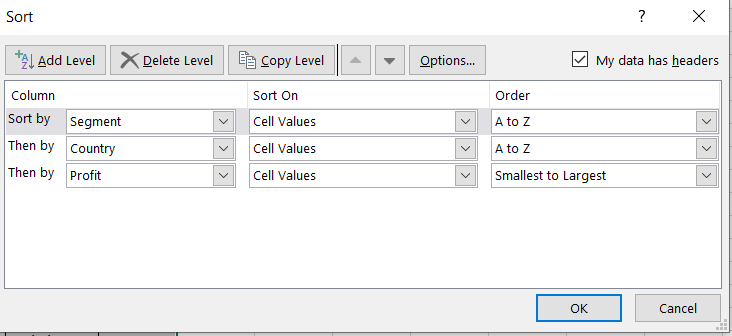 Sort ? X
Add Level Delete Level Copy Level Options... My data has headers
Column Sort On Order
Sort by Segment Cell Values A to Z
Then by Country Cell Values A to Z
Then by Profit Cell Values Smallest to Largest
OK Cancel